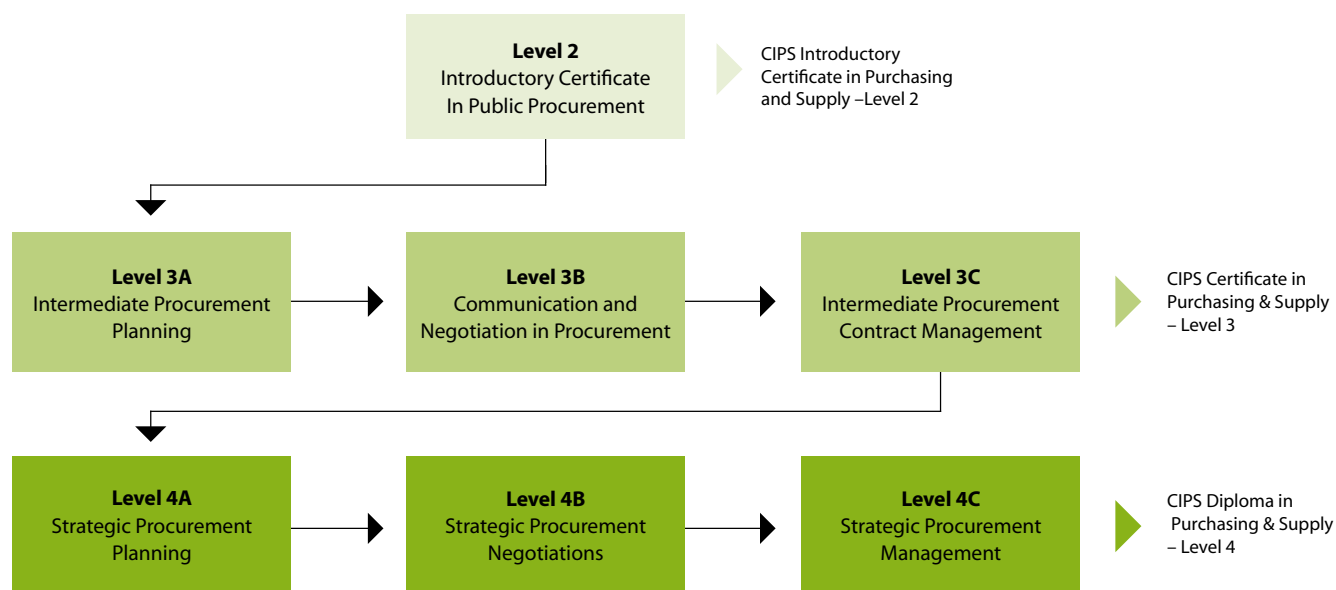 Level 2
Introductory Certificate
In Public Procurement
CIPS Introductory
Certificate in Purchasing
and Supply –Level 2
Level 3A
Intermediate Procurement
Planning
Level 3B
Communication and
Negotiation in Procurement
Level 3C
Intermediate Procurement
Contract Management
CIPS Certificate in
Purchasing & Supply
– Level 3
Level 4A
Strategic Procurement
Planning
Level 4B
Strategic Procurement
Negotiations
Level 4C
Strategic Procurement
Management
CIPS Diploma in
Purchasing & Supply
– Level 4